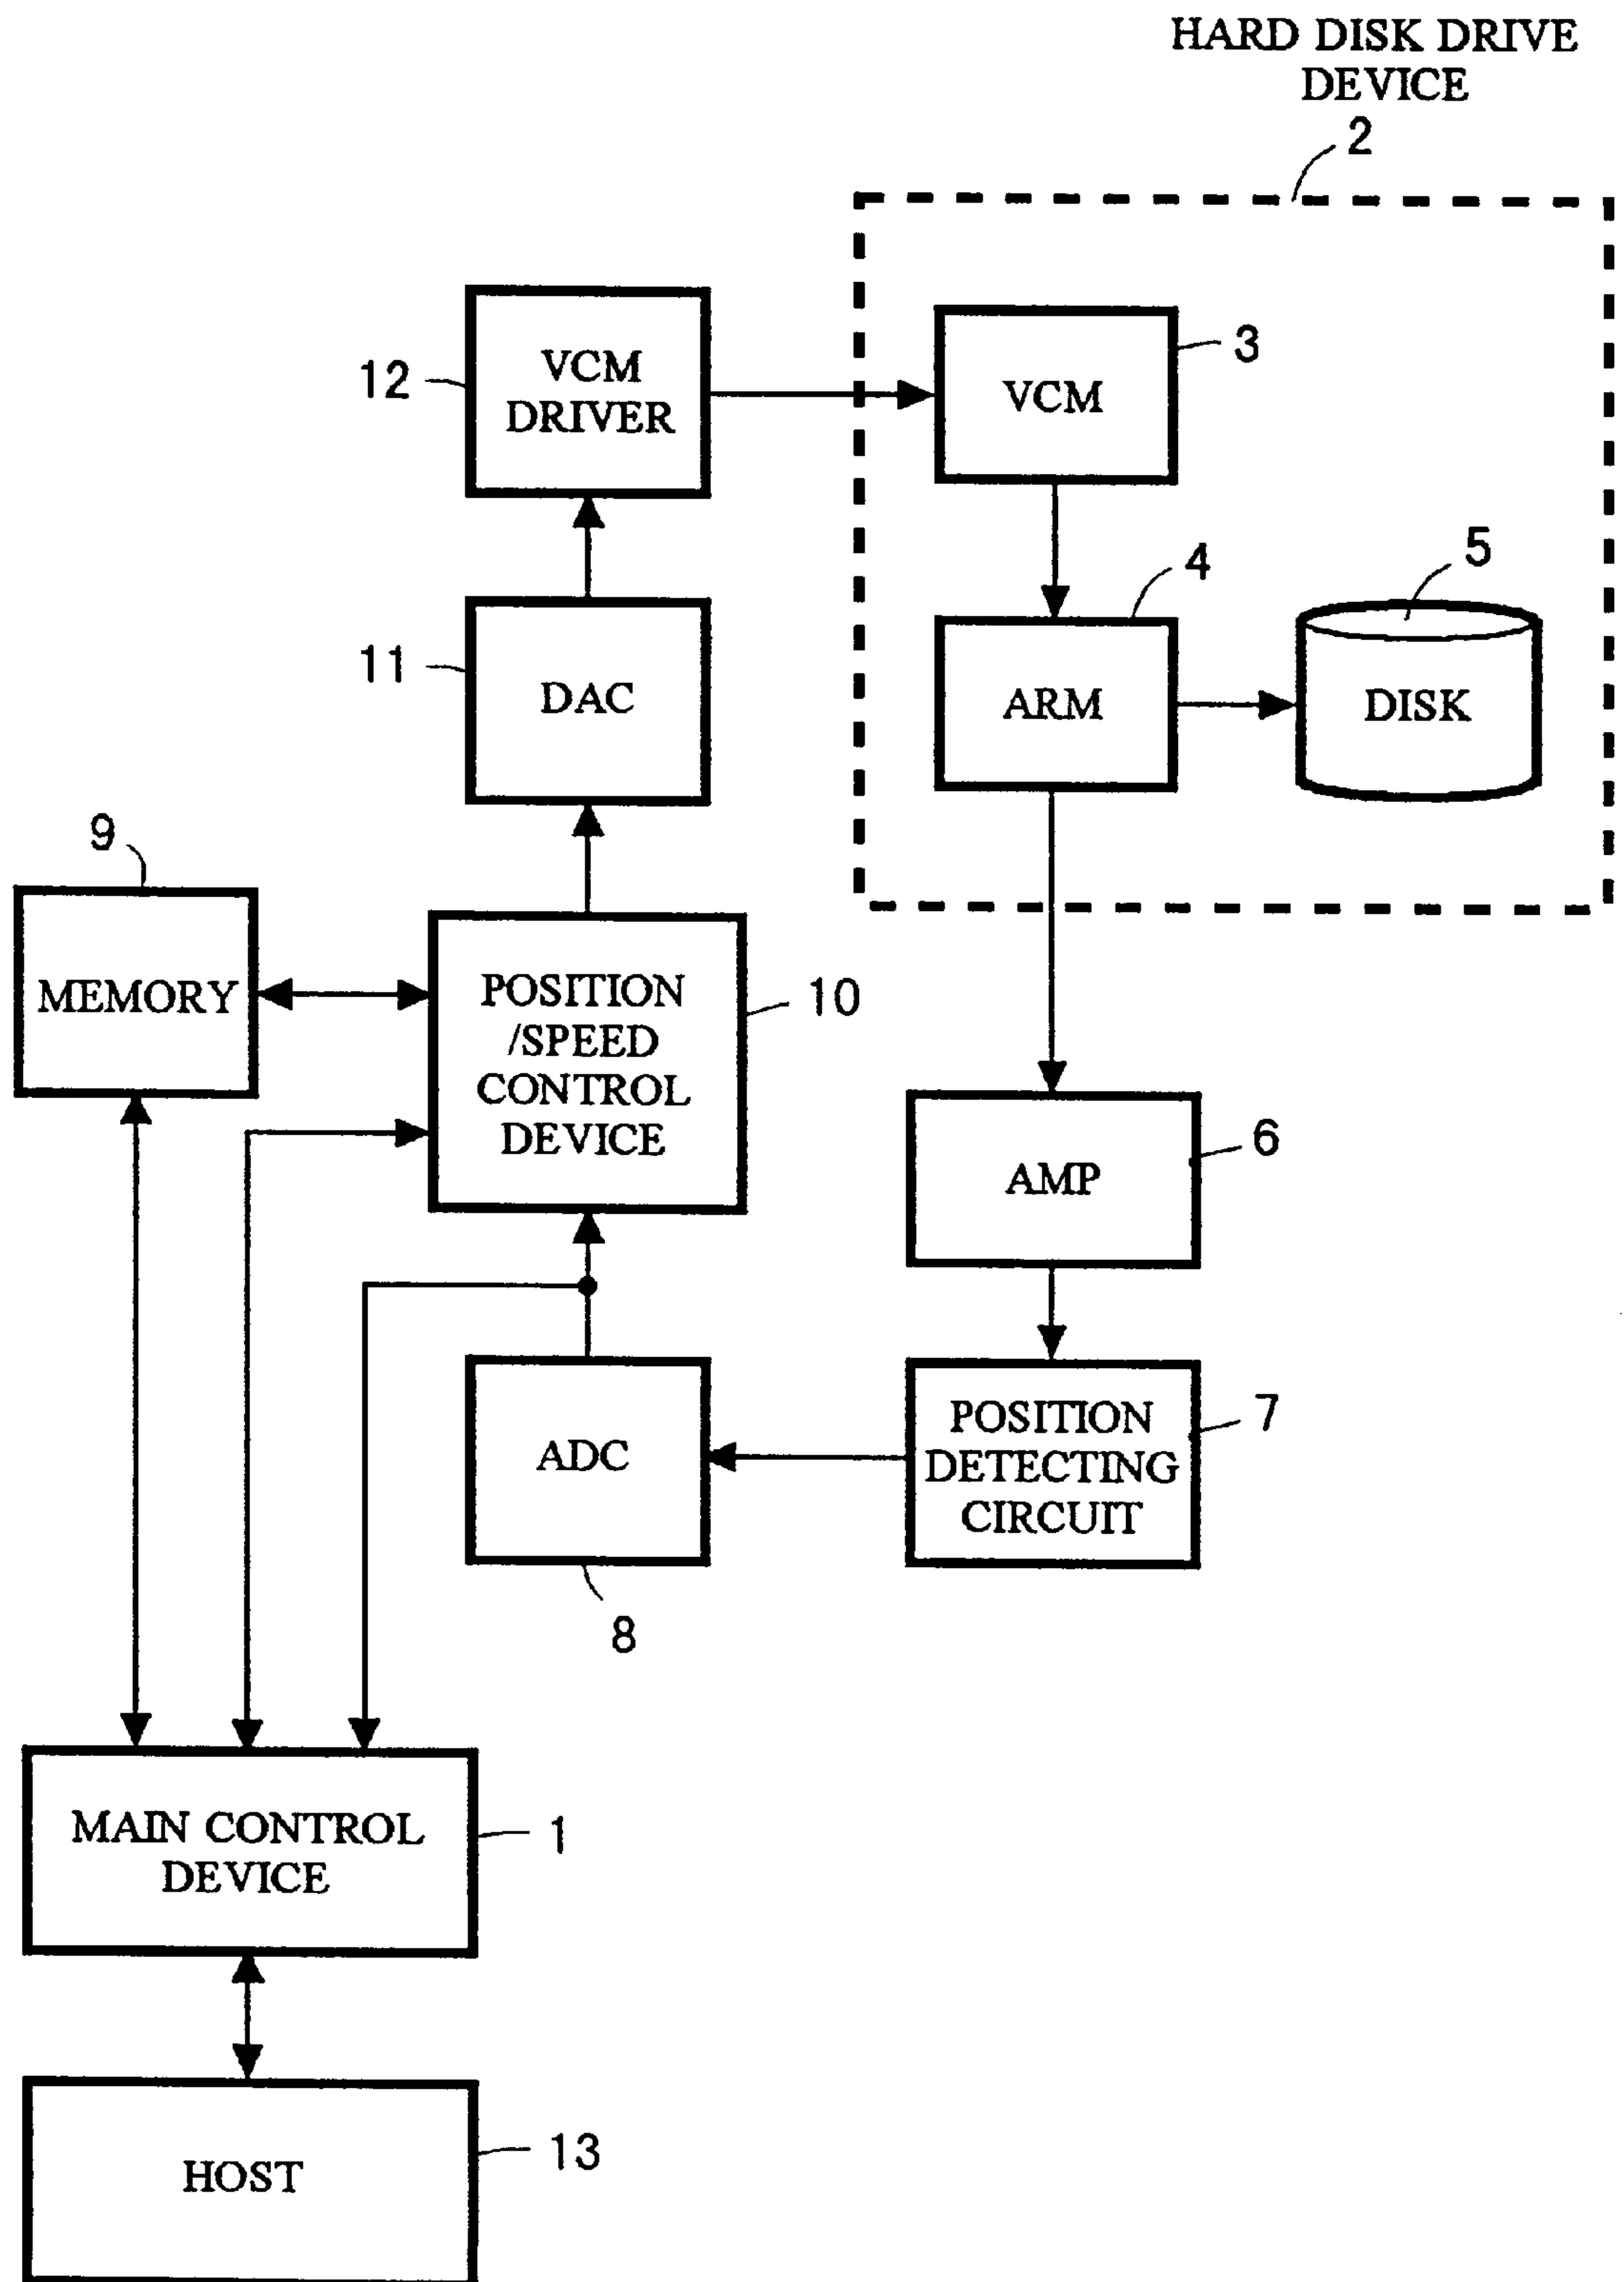 HARD DISK DRIVE
DEVICE
2
12
VCM
DRIVER
VCM
3
11
DAC
4
ARM
5
DISK
9
MEMORY
POSITION
/SPEED
CONTROL
DEVICE
10
AMP
6
ADC
8
POSITION
DETECTING
CIRCUIT
7
MAIN CONTROL
DEVICE
1
HOST
13